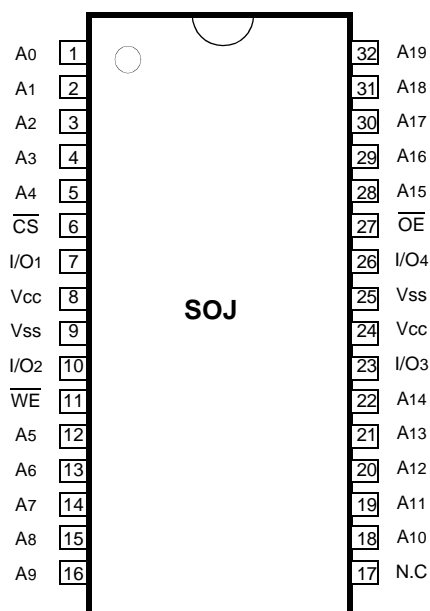 A0 1 32 A19
A1 2 31 A18
A2 3 30 A17
A3 4 29 A16
A4 5 28 A15
C̅S̅ 6 27 O̅E̅
I/O1 7 26 I/O4
Vcc 8 25 Vss
SOJ
Vss 9 24 Vcc
I/O2 10 23 I/O3
W̅E̅ 11 22 A14
A5 12 21 A13
A6 13 20 A12
A7 14 19 A11
A8 15 18 A10
A9 16 17 N.C